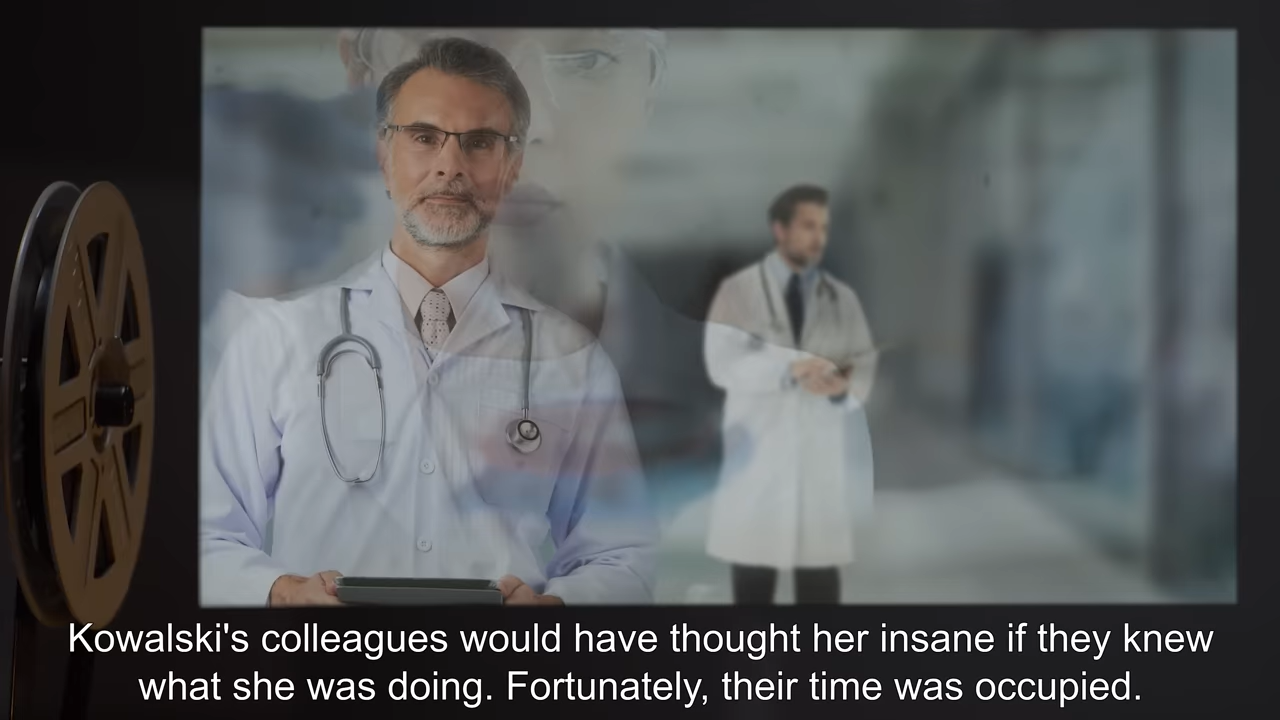 Kowalski's colleagues would have thought her insane if they knew
what she was doing. Fortunately, their time was occupied.